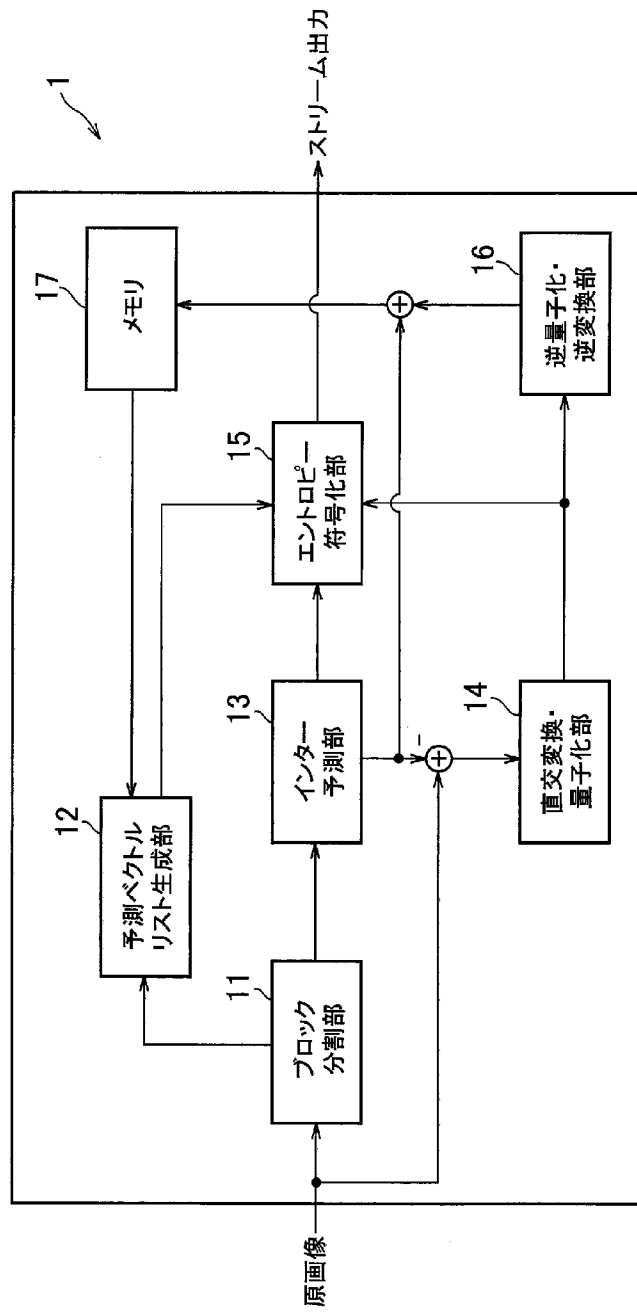 1
原画像
11
ブロック
分割部
12
予測ベクトル
リスト生成部
13
インター
予測部
14
直交変換・
量子化部
15
エントロピー
符号化部
16
逆量子化・
逆変換部
17
メモリ
ストリーム出力
+
-
+